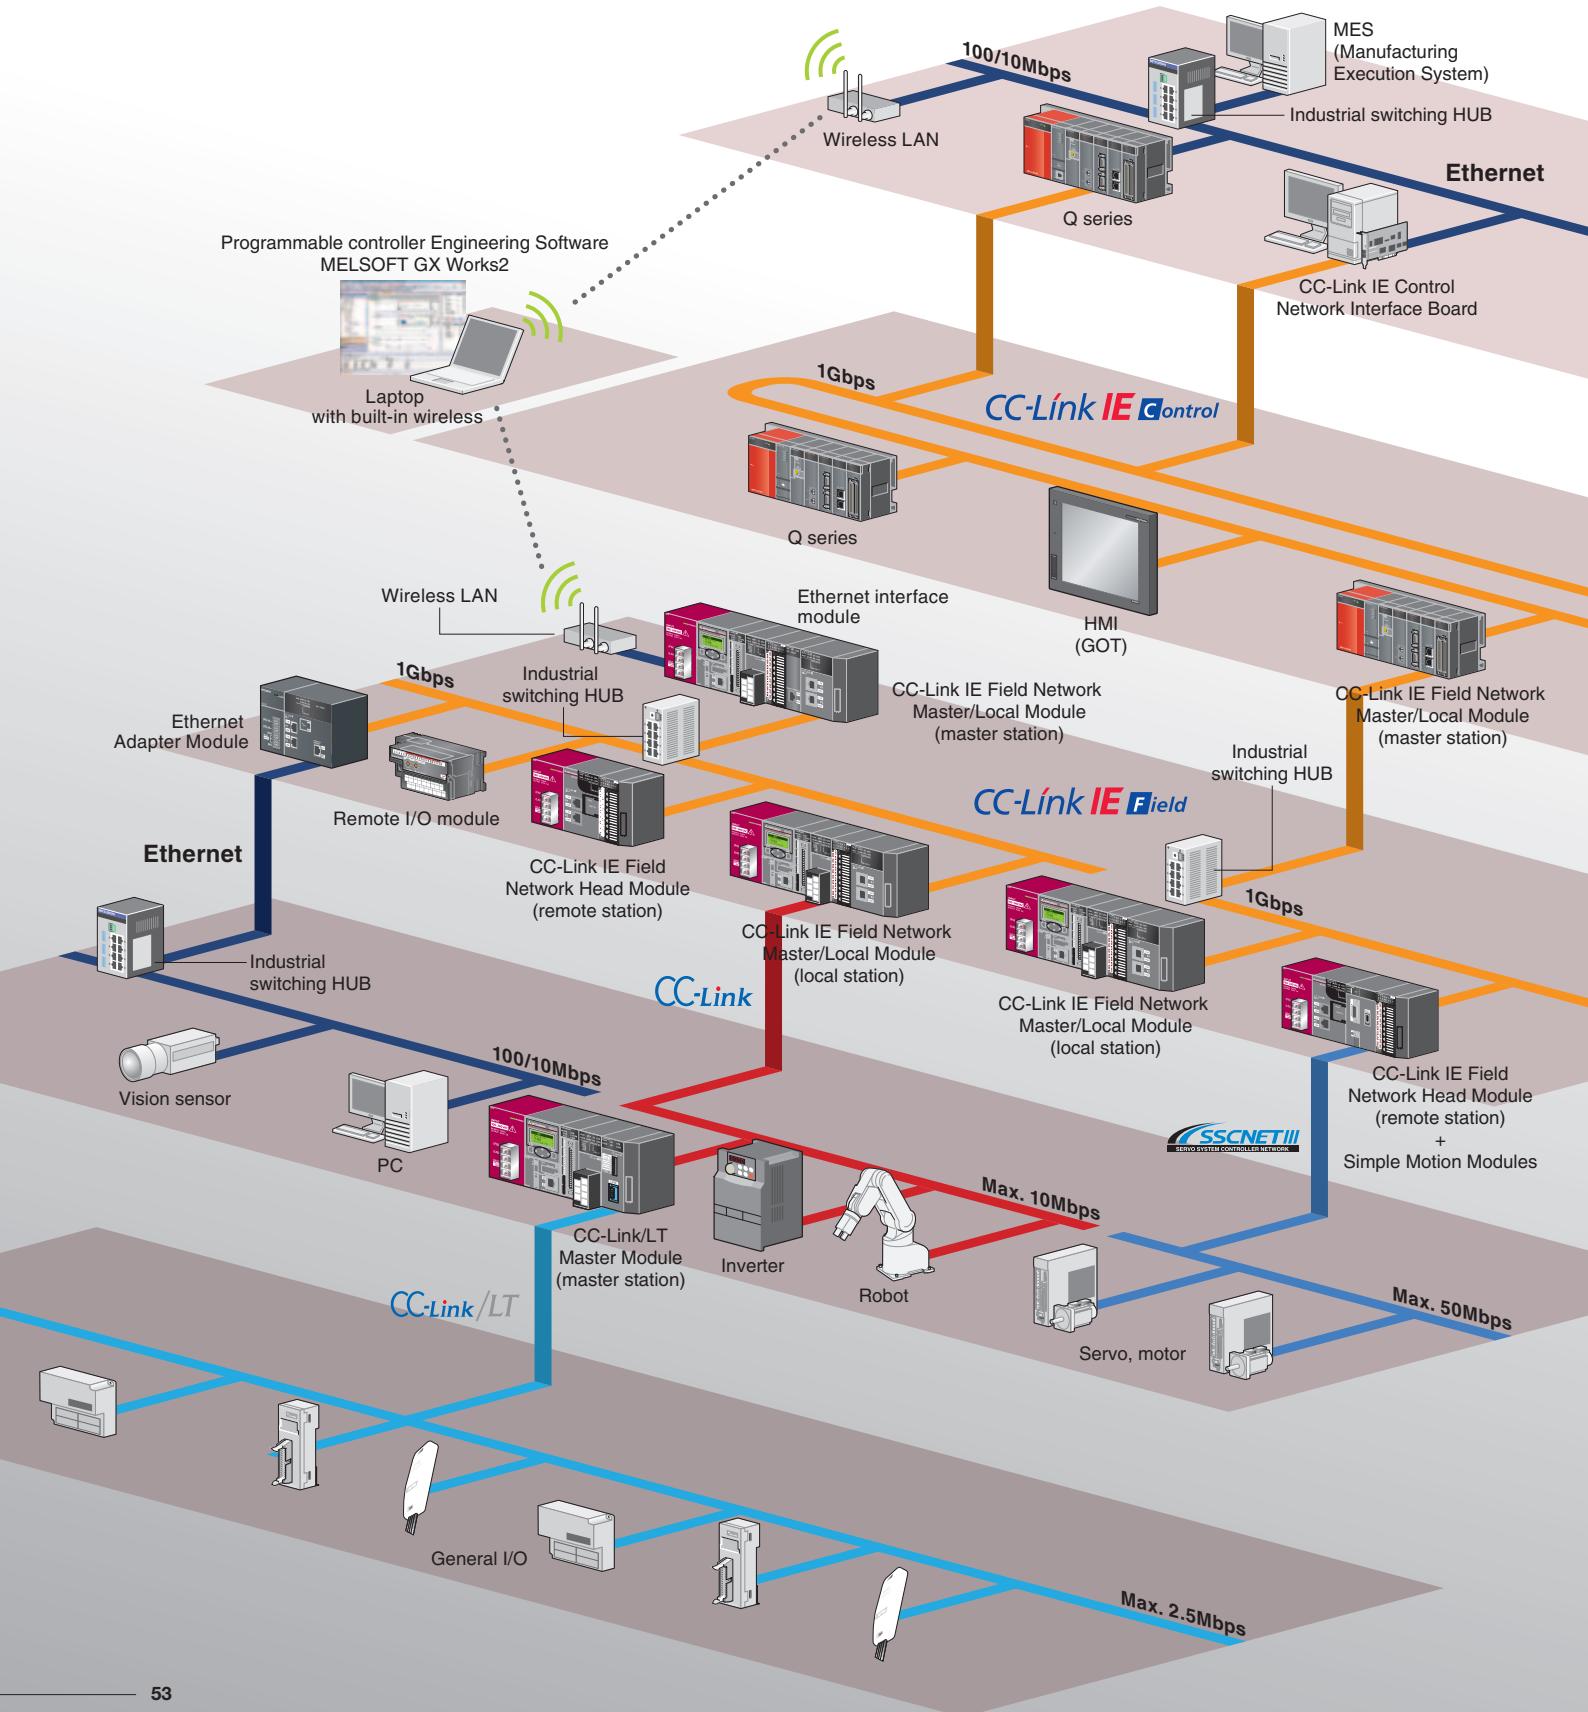 MES
(Manufacturing
Execution System)
100/10Mbps
Industrial switching HUB
Wireless LAN
Ethernet
Q series
Programmable controller Engineering Software
MELSOFT GX Works2
CC-Link IE Control
Network Interface Board
Laptop
with built-in wireless
1Gbps
CC-Link IE Control
Q series
HMI
(GOT)
Wireless LAN
Ethernet interface
module
1Gbps
Industrial
switching HUB
CC-Link IE Field Network
Master/Local Module
(master station)
CC-Link IE Field Network
Master/Local Module
(master station)
Ethernet
Adapter Module
Industrial
switching HUB
Remote I/O module
CC-Link IE Field
Ethernet
CC-Link IE Field
Network Head Module
(remote station)
1Gbps
CC-Link IE Field Network
Master/Local Module
(local station)
Industrial
switching HUB
CC-Link
CC-Link IE Field Network
Master/Local Module
(local station)
100/10Mbps
Vision sensor
CC-Link IE Field
Network Head Module
(remote station)
+
Simple Motion Modules
SSCNET III
SERVO SYSTEM CONTROLLER NETWORK
PC
Max. 10Mbps
CC-Link/LT
Master Module
(master station)
Inverter
Robot
CC-Link/LT
Max. 50Mbps
Servo, motor
General I/O
Max. 2.5Mbps
53